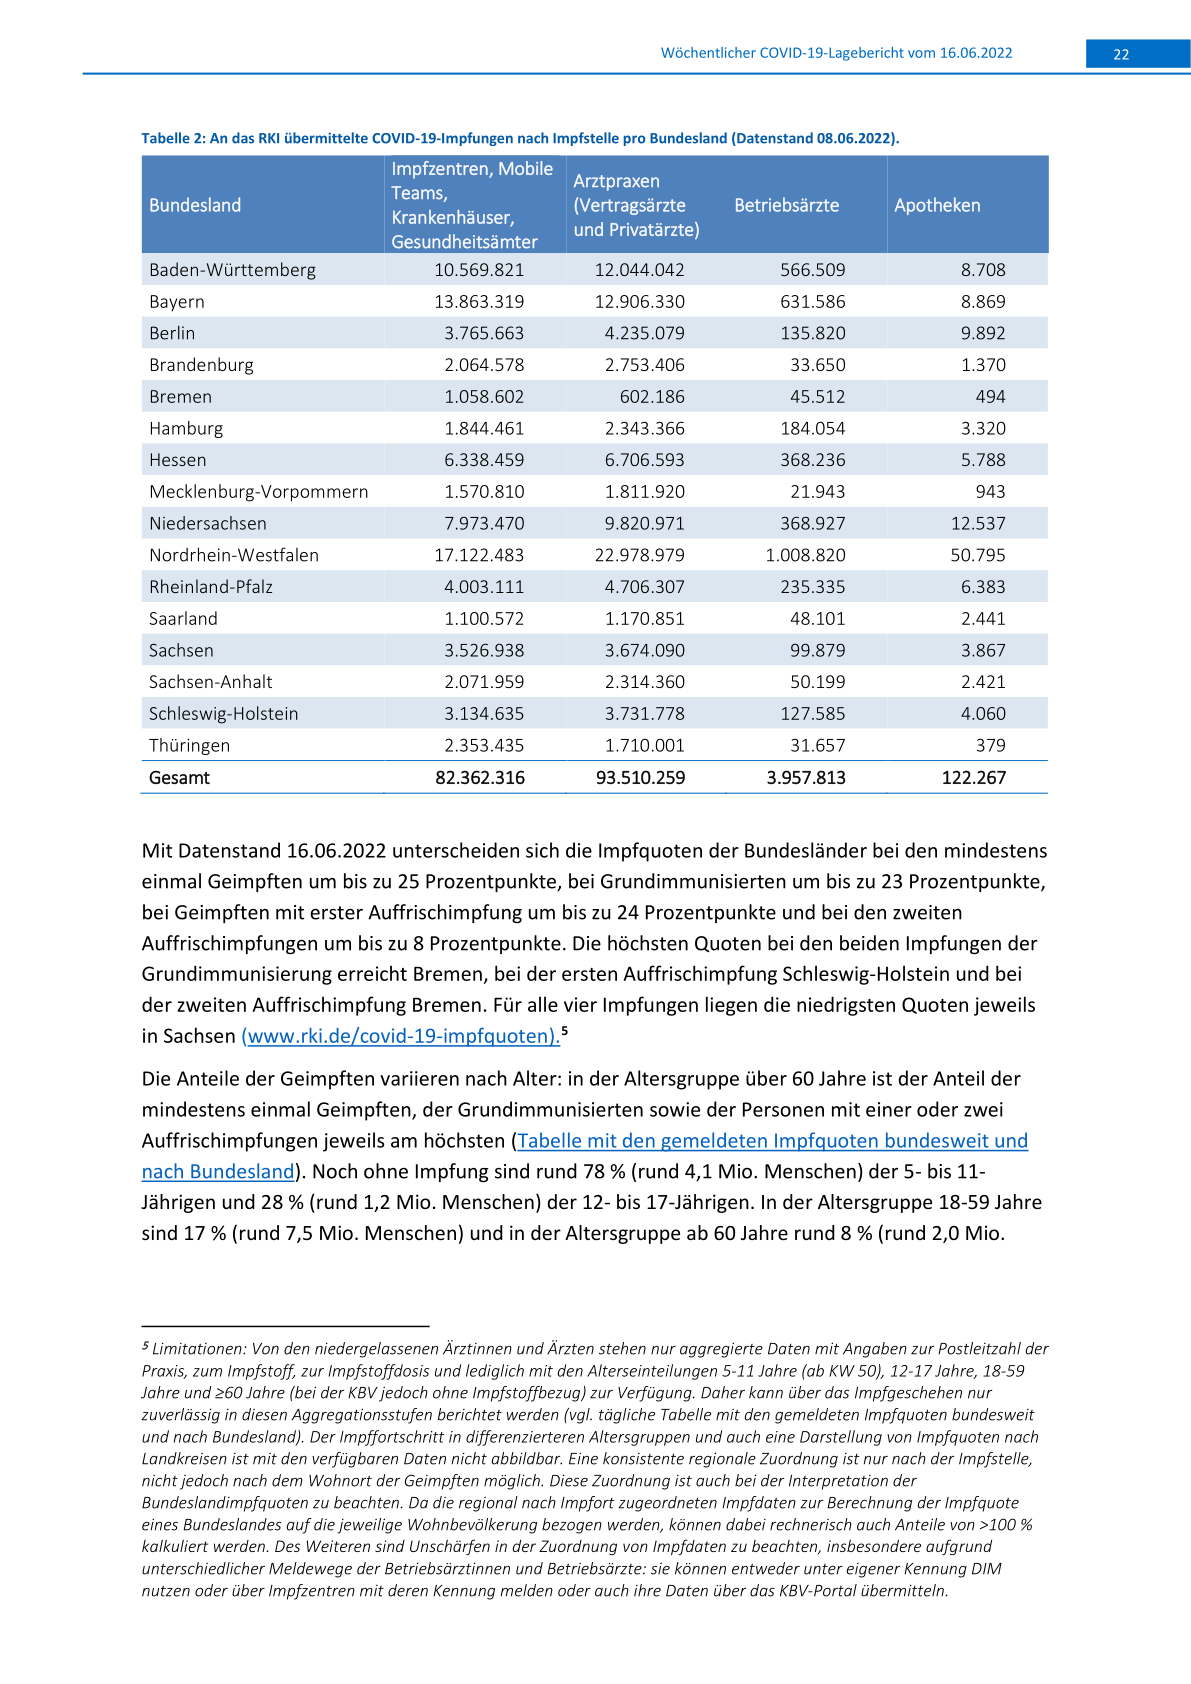 Wöchentlicher COVID-19-Lagebericht vom 16.06.2022 22
Tabelle 2: An das RKI übermittelte COVID-19-Impfungen nach Impfstelle pro Bundesland (Datenstand 08.06.2022).
Bundesland Impfzentren, Mobile Teams, Krankenhäuser, Gesundheitsämter Arztpraxen (Vertragsärzte und Privatärzte) Betriebsärzte Apotheken
Baden-Württemberg 10.569.821 12.044.042 566.509 8.708
Bayern 13.863.319 12.906.330 631.586 8.869
Berlin 3.765.663 4.235.079 135.820 9.892
Brandenburg 2.064.578 2.753.406 33.650 1.370
Bremen 1.058.602 602.186 45.512 494
Hamburg 1.844.461 2.343.366 184.054 3.320
Hessen 6.338.459 6.706.593 368.236 5.788
Mecklenburg-Vorpommern 1.570.810 1.811.920 21.943 943
Niedersachsen 7.973.470 9.820.971 368.927 12.537
Nordrhein-Westfalen 17.122.483 22.978.979 1.008.820 50.795
Rheinland-Pfalz 4.003.111 4.706.307 235.335 6.383
Saarland 1.100.572 1.170.851 48.101 2.441
Sachsen 3.526.938 3.674.090 99.879 3.867
Sachsen-Anhalt 2.071.959 2.314.360 50.199 2.421
Schleswig-Holstein 3.134.635 3.731.778 127.585 4.060
Thüringen 2.353.435 1.710.001 31.657 379
Gesamt 82.362.316 93.510.259 3.957.813 122.267
Mit Datenstand 16.06.2022 unterscheiden sich die Impfquoten der Bundesländer bei den mindestens
einmal Geimpften um bis zu 25 Prozentpunkte, bei Grundimmunisierten um bis zu 23 Prozentpunkte,
bei Geimpften mit erster Auffrischimpfung um bis zu 24 Prozentpunkte und bei den zweiten
Auffrischimpfungen um bis zu 8 Prozentpunkte. Die höchsten Quoten bei den beiden Impfungen der
Grundimmunisierung erreicht Bremen, bei der ersten Auffrischimpfung Schleswig-Holstein und bei
der zweiten Auffrischimpfung Bremen. Für alle vier Impfungen liegen die niedrigsten Quoten jeweils
in Sachsen (www.rki.de/covid-19-impfquoten).⁵
Die Anteile der Geimpften variieren nach Alter: in der Altersgruppe über 60 Jahre ist der Anteil der
mindestens einmal Geimpften, der Grundimmunisierten sowie der Personen mit einer oder zwei
Auffrischimpfungen jeweils am höchsten (Tabelle mit den gemeldeten Impfquoten bundesweit und
nach Bundesland). Noch ohne Impfung sind rund 78 % (rund 4,1 Mio. Menschen) der 5- bis 11-
Jährigen und 28 % (rund 1,2 Mio. Menschen) der 12- bis 17-Jährigen. In der Altersgruppe 18-59 Jahre
sind 17 % (rund 7,5 Mio. Menschen) und in der Altersgruppe ab 60 Jahre rund 8 % (rund 2,0 Mio.
⁵ Limitationen: Von den niedergelassenen Ärztinnen und Ärzten stehen nur aggregierte Daten mit Angaben zur Postleitzahl der
Praxis, zum Impfstoff, zur Impfstoffdosis und lediglich mit den Alterseinteilungen 5-11 Jahre (ab KW 50), 12-17 Jahre, 18-59
Jahre und ≥60 Jahre (bei der KBV jedoch ohne Impfstoffbezug) zur Verfügung. Daher kann über das Impfgeschehen nur
zuverlässig in diesen Aggregationsstufen berichtet werden (vgl. tägliche Tabelle mit den gemeldeten Impfquoten bundesweit
und nach Bundesland). Der Impffortschritt in differenzierteren Altersgruppen und auch eine Darstellung von Impfquoten nach
Landkreisen ist mit den verfügbaren Daten nicht abbildbar. Eine konsistente regionale Zuordnung ist nur nach der Impfstelle,
nicht jedoch nach dem Wohnort der Geimpften möglich. Diese Zuordnung ist auch bei der Interpretation der
Bundeslandimpfquoten zu beachten. Da die regional nach Impfort zugeordneten Impfdaten zur Berechnung der Impfquote
eines Bundeslandes auf die jeweilige Wohnbevölkerung bezogen werden, können dabei rechnerisch auch Anteile von >100 %
kalkuliert werden. Des Weiteren sind Unschärfen in der Zuordnung von Impfdaten zu beachten, insbesondere aufgrund
unterschiedlicher Meldewege der Betriebsärztinnen und Betriebsärzte: sie können entweder unter eigener Kennung DIM
nutzen oder über Impfzentren mit deren Kennung melden oder auch ihre Daten über das KBV-Portal übermitteln.